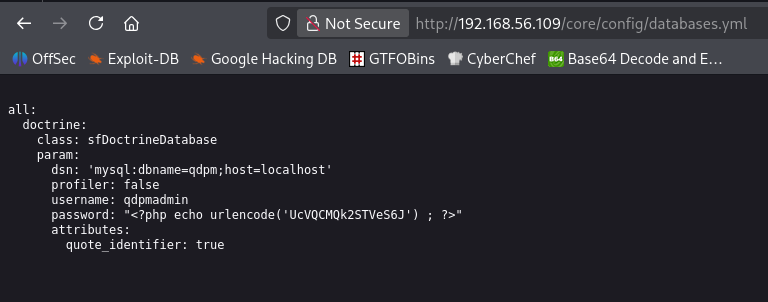 Not Secure http://192.168.56.109/core/config/databases.yml
OffSec Exploit-DB Google Hacking DB GTFOBins CyberChef B64 Base64 Decode and E…
all:
  doctrine:
    class: sfDoctrineDatabase
    param:
      dsn: 'mysql:dbname=qdpm;host=localhost'
      profiler: false
      username: qdpmadmin
      password: "<?php echo urlencode('UcVQCMQk2STVeS6J') ; ?>"
      attributes:
        quote_identifier: true